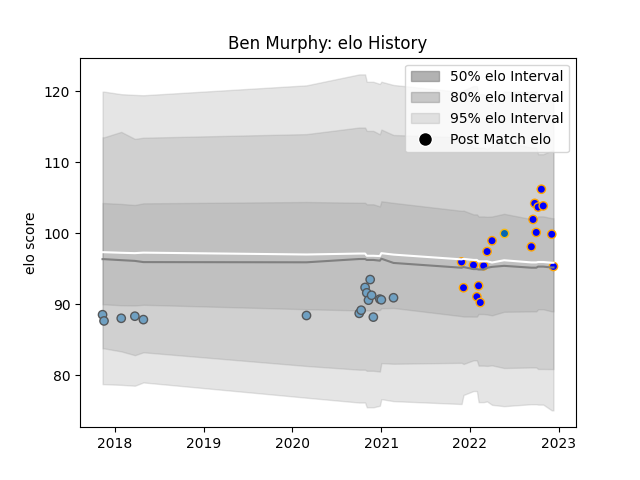 Ben Murphy: elo History
50% elo Interval
80% elo Interval
95% elo Interval
Post Match elo
elo score
120
110
100
90
80
2018 2019 2020 2021 2022 2023